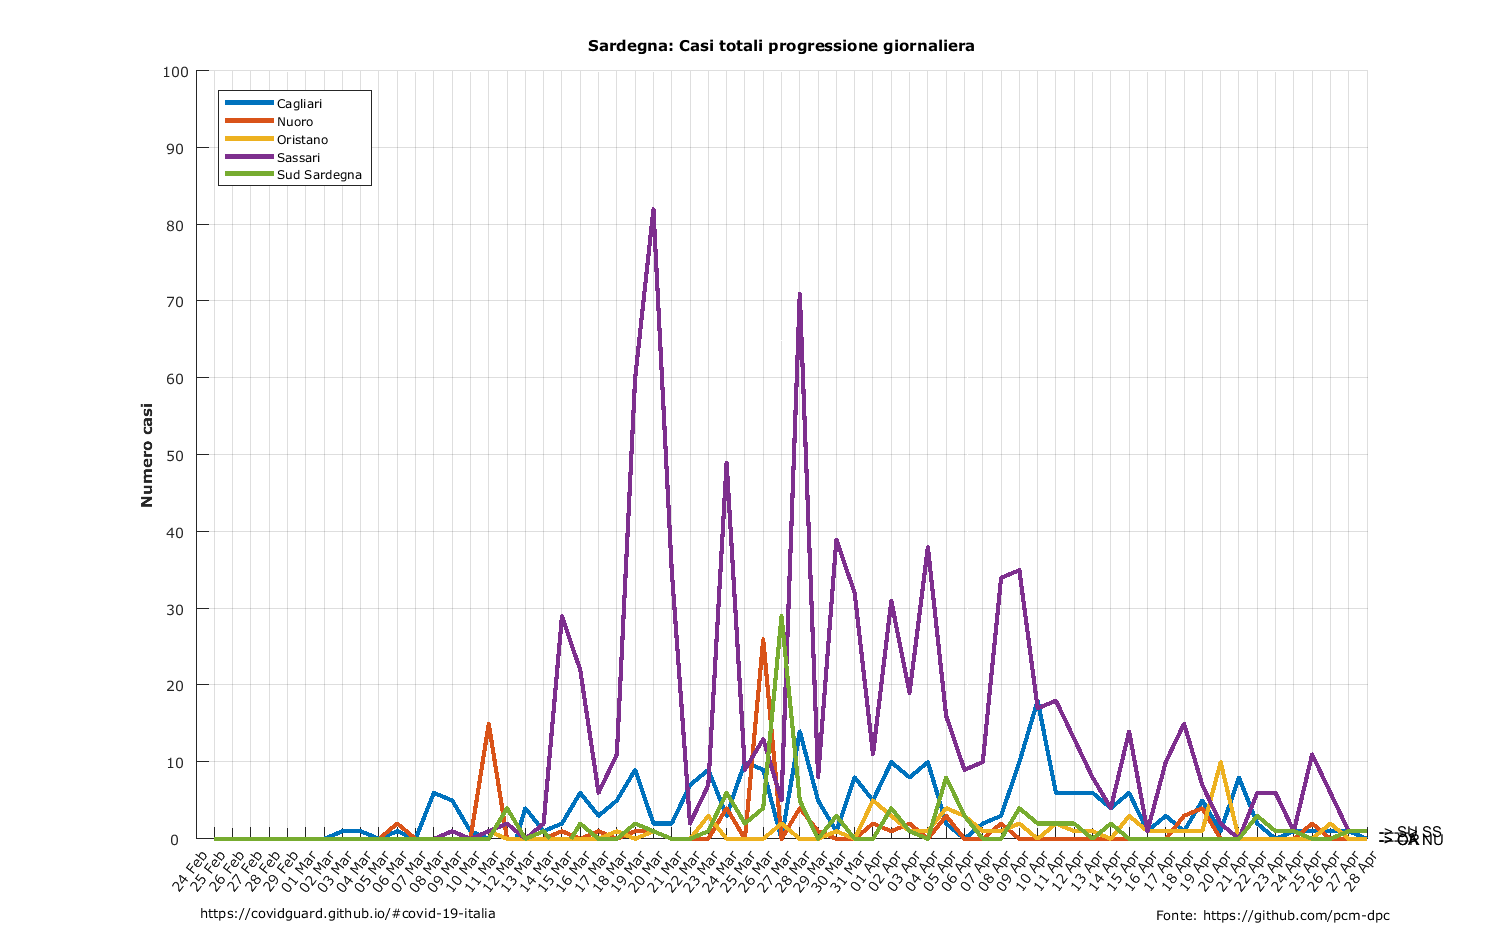 Sardegna: Casi totali progressione giornaliera
Numero casi
100
90
80
70
60
50
40
30
20
10
0
Cagliari
Nuoro
Oristano
Sassari
Sud Sardegna
24 Feb
25 Feb
26 Feb
27 Feb
28 Feb
29 Feb
01 Mar
02 Mar
03 Mar
04 Mar
05 Mar
06 Mar
07 Mar
08 Mar
09 Mar
10 Mar
11 Mar
12 Mar
13 Mar
14 Mar
15 Mar
16 Mar
17 Mar
18 Mar
19 Mar
20 Mar
21 Mar
22 Mar
23 Mar
24 Mar
25 Mar
26 Mar
27 Mar
28 Mar
29 Mar
30 Mar
31 Mar
01 Apr
02 Apr
03 Apr
04 Apr
05 Apr
06 Apr
07 Apr
08 Apr
09 Apr
10 Apr
11 Apr
12 Apr
13 Apr
14 Apr
15 Apr
16 Apr
17 Apr
18 Apr
19 Apr
20 Apr
21 Apr
22 Apr
23 Apr
24 Apr
25 Apr
26 Apr
27 Apr
28 Apr
SU SS
NU
https://covidguard.github.io/#covid-19-italia
Fonte: https://github.com/pcm-dpc